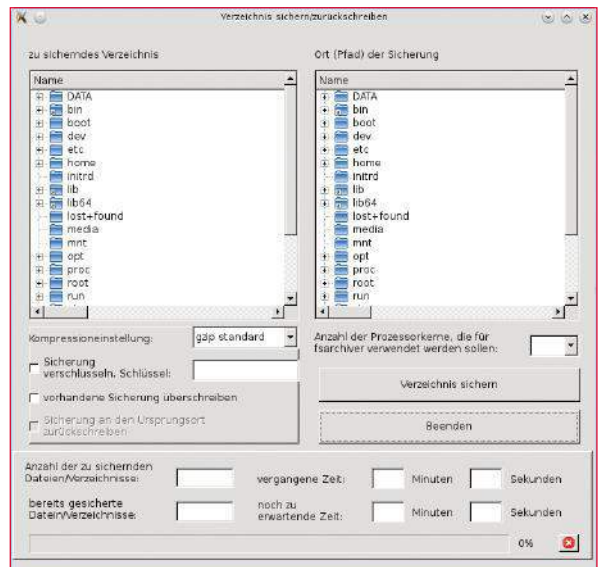 Verzeichnis sichern/zurückschreiben
zu sicherndes Verzeichnis
Name
DATA
bin
boot
dev
etc
home
initrd
lib
lib64
lost+found
media
mnt
opt
proc
root
run
Ort (Pfad) der Sicherung
Name
DATA
bin
boot
dev
etc
home
initrd
lib
lib64
lost+found
media
mnt
opt
proc
root
run
Kompressioneinstellung:
gzip standard
Sicherung
verschlüsseln, Schlüssel:
vorhandene Sicherung überschreiben
Sicherung an den Ursprungsort
zurückschreiben
Anzahl der Prozessorkerne, die für
fsarchiver verwendet werden sollen:
Verzeichnis sichern
Beenden
Anzahl der zu sichernden
Dateien/Verzeichnisse:
vergangene Zeit:
Minuten
Sekunden
bereits gesicherte
Datein/Verzeichnisse:
noch zu
erwartende Zeit:
Minuten
Sekunden
0%